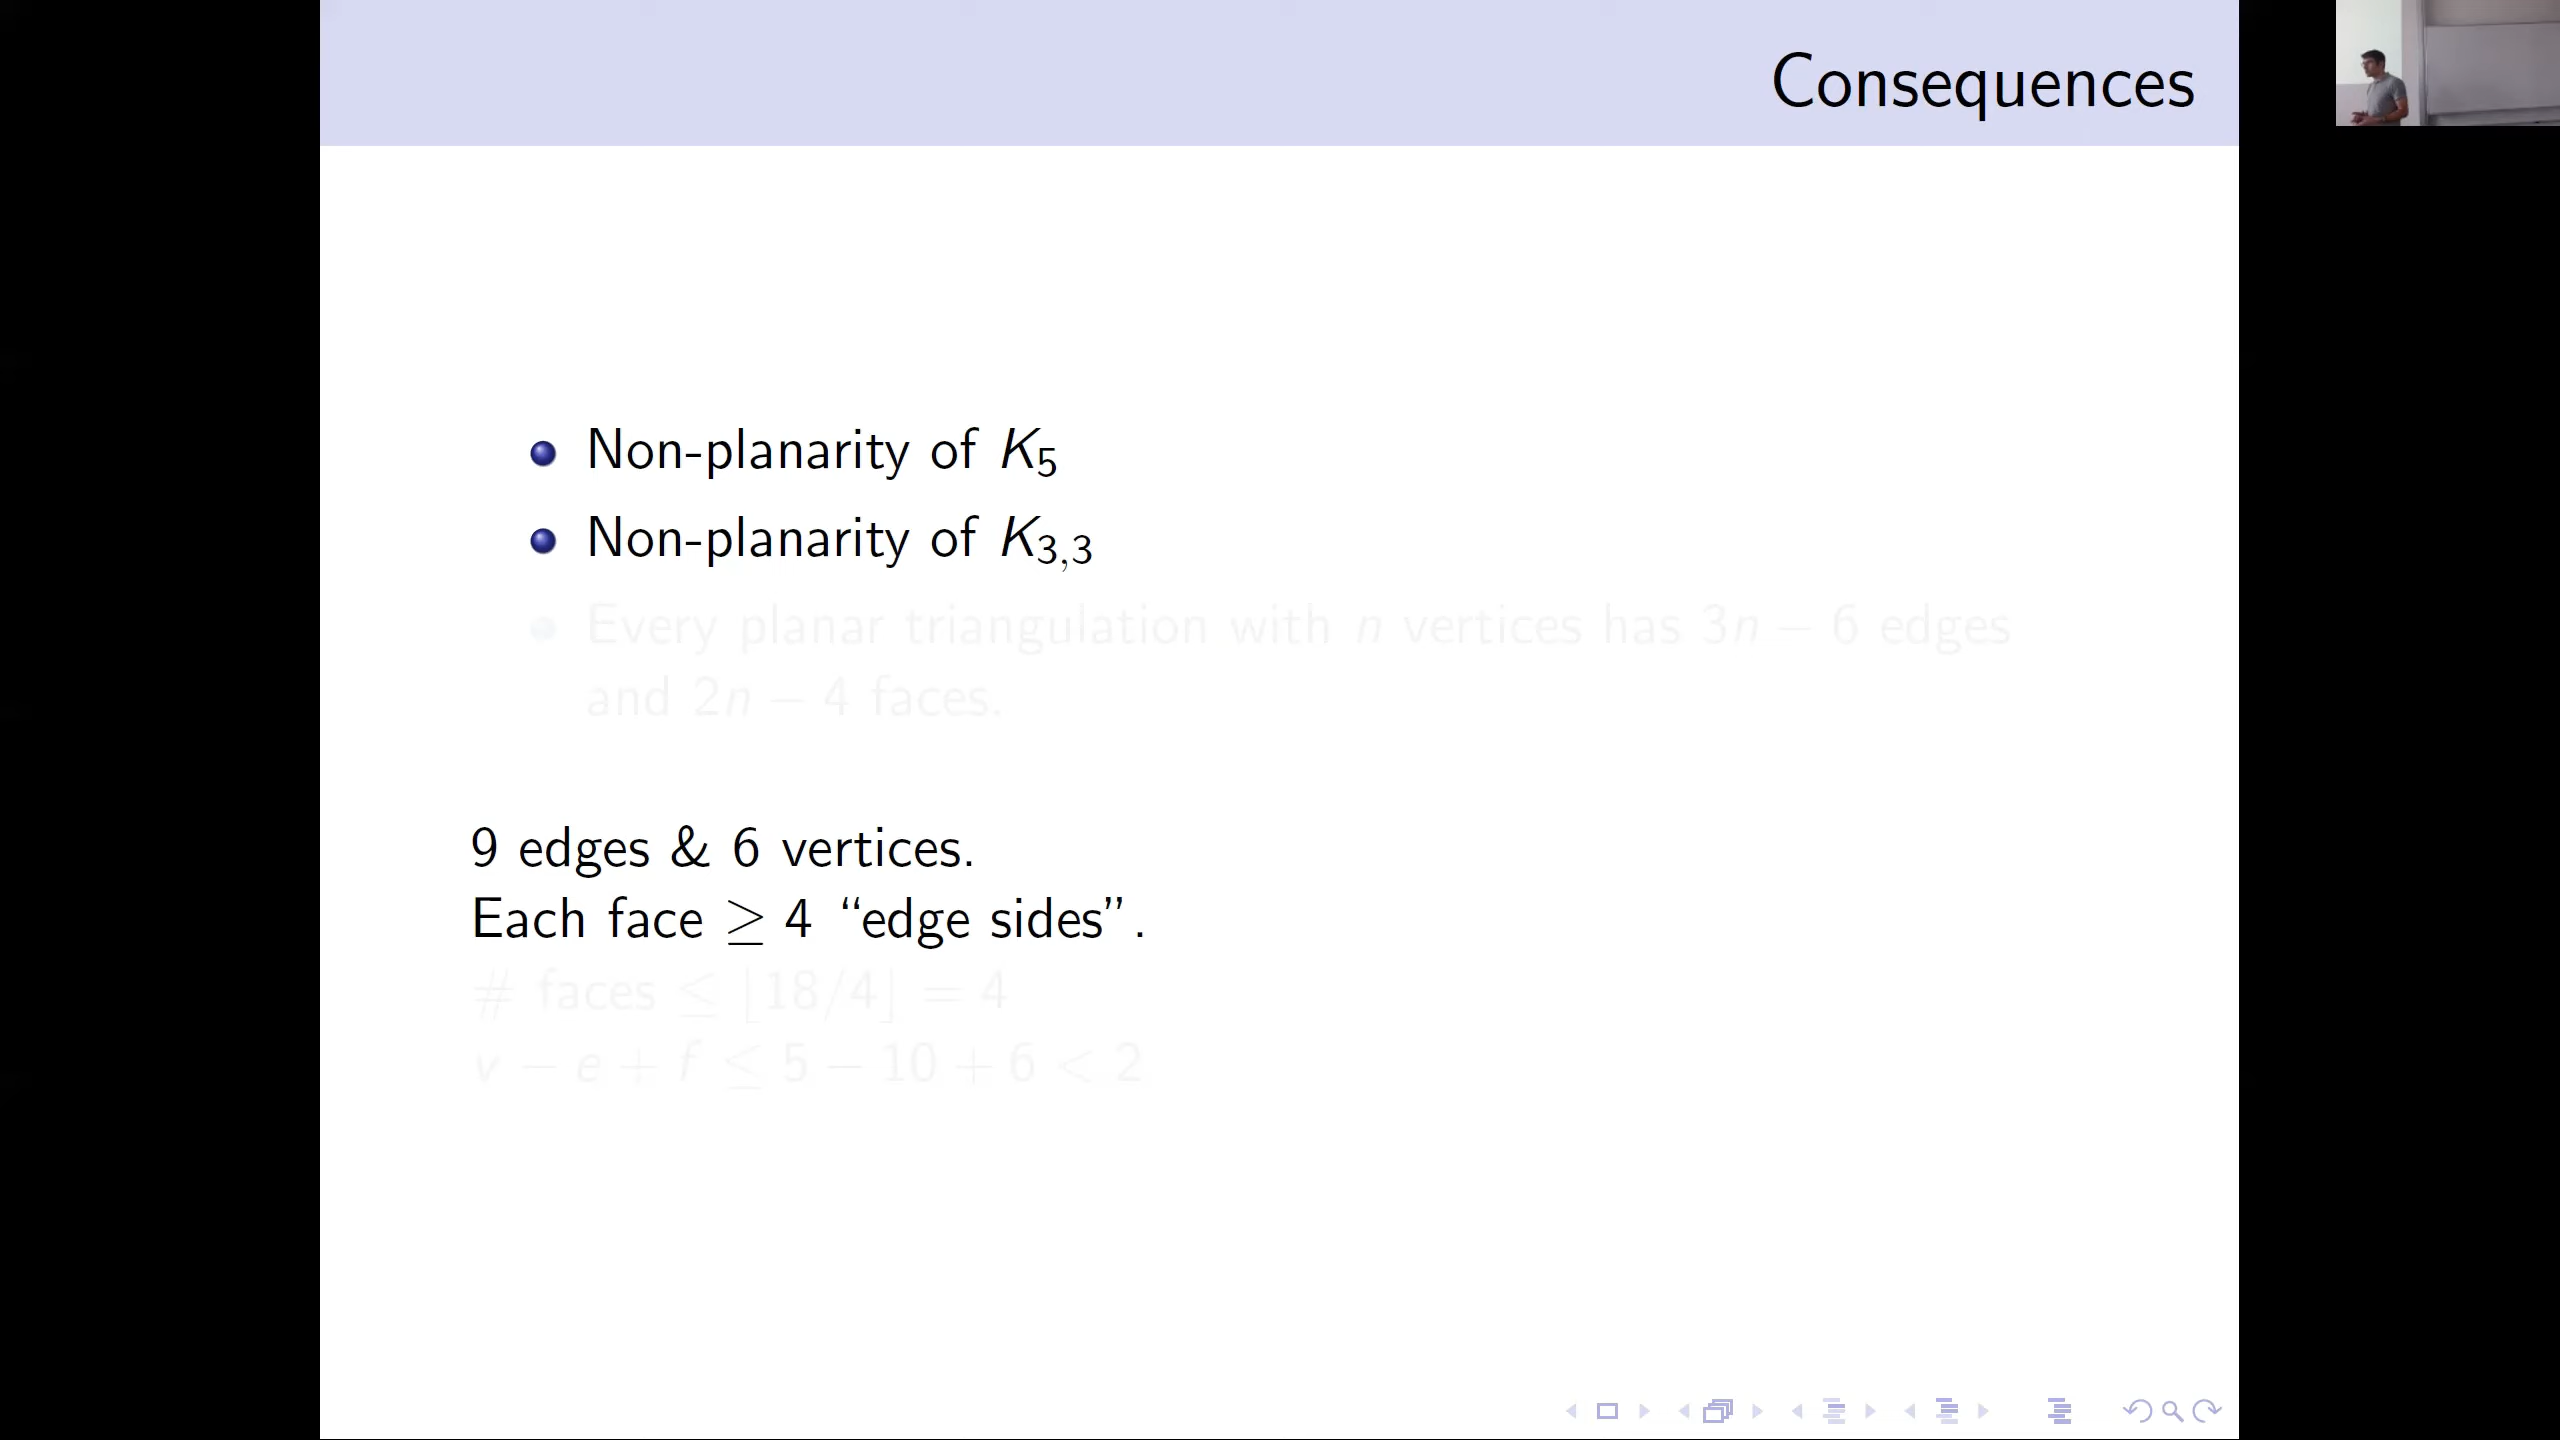 Consequences
Non-planarity of K₅
Non-planarity of K₃,₃
Every planar triangulation with n vertices has 3n − 6 edges
and 2n − 4 faces.
9 edges & 6 vertices.
Each face ≥ 4 “edge sides”.
# faces ≤ ⌊18/4⌋ = 4
v − e + f ≤ 5 − 10 + 6 < 2